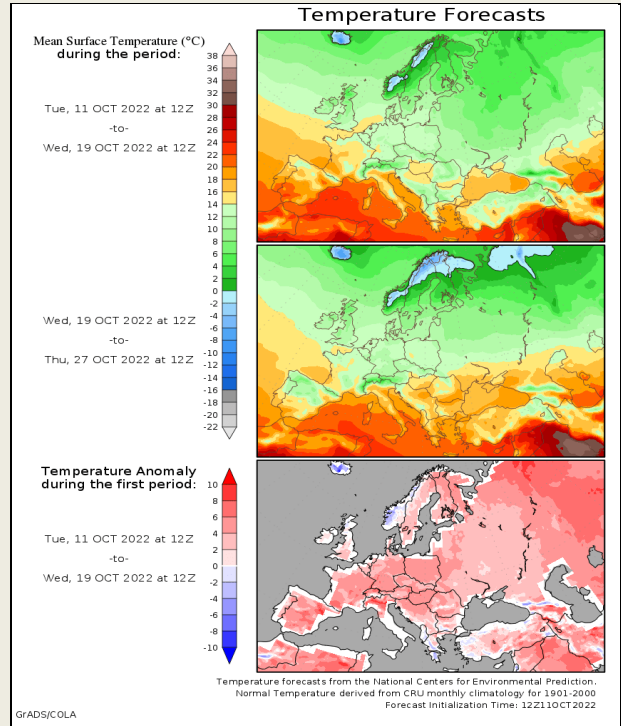 Temperature Forecasts
Mean Surface Temperature (°C)
during the period:
Tue, 11 OCT 2022 at 12Z
-to-
Wed, 19 OCT 2022 at 12Z
38
36
34
32
30
28
26
24
22
20
18
16
14
12
10
8
6
4
2
0
-2
-4
-6
-8
-10
-12
-14
-16
-18
-20
-22
Wed, 19 OCT 2022 at 12Z
-to-
Thu, 27 OCT 2022 at 12Z
Temperature Anomaly
during the first period:
Tue, 11 OCT 2022 at 12Z
-to-
Wed, 19 OCT 2022 at 12Z
10
8
6
4
2
0
-2
-4
-6
-8
-10
Temperature forecasts from the National Centers for Environmental Prediction.
Normal Temperature derived from CRU monthly climatology for 1901-2000
Forecast Initialization Time: 12Z11OCT2022
GrADS/COLA